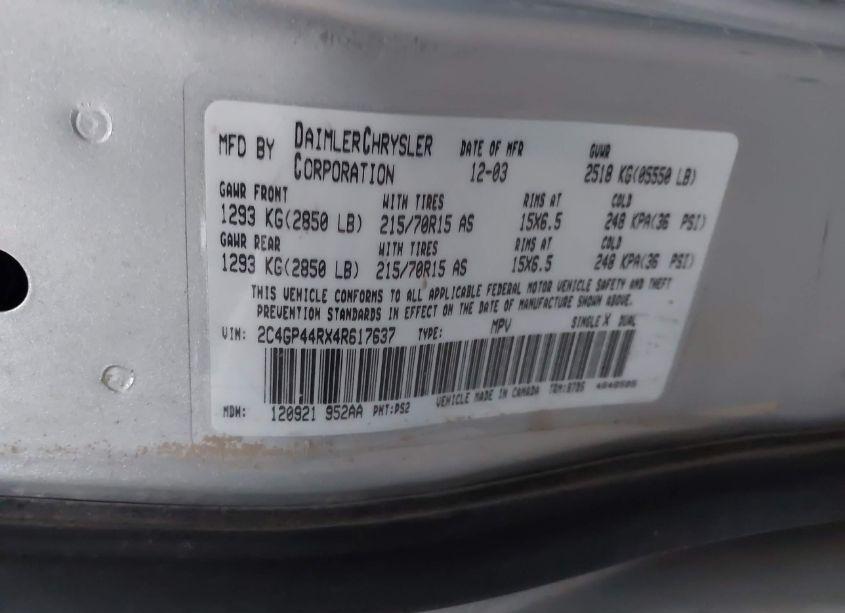 MFD BY DAIMLERCHRYSLER CORPORATION DATE OF MFR 12-03 GVWR 2518 KG(05550 LB)
GAWR FRONT WITH TIRES RIMS AT COLD
1293 KG(2850 LB) 215/70R15 AS 15X6.5 248 KPA(36 PSI)
GAWR REAR WITH TIRES RIMS AT COLD
1293 KG(2850 LB) 215/70R15 AS 15X6.5 248 KPA(36 PSI)
THIS VEHICLE CONFORMS TO ALL APPLICABLE FEDERAL MOTOR VEHICLE SAFETY AND THEFT
PREVENTION STANDARDS IN EFFECT ON THE DATE OF MANUFACTURE SHOWN ABOVE.
VIN: 2C4GP44RX4R617637 TYPE: MPV SINGLE X DUAL
MDH: 120921 952AA PNT:PS2 VEHICLE MADE IN CANADA